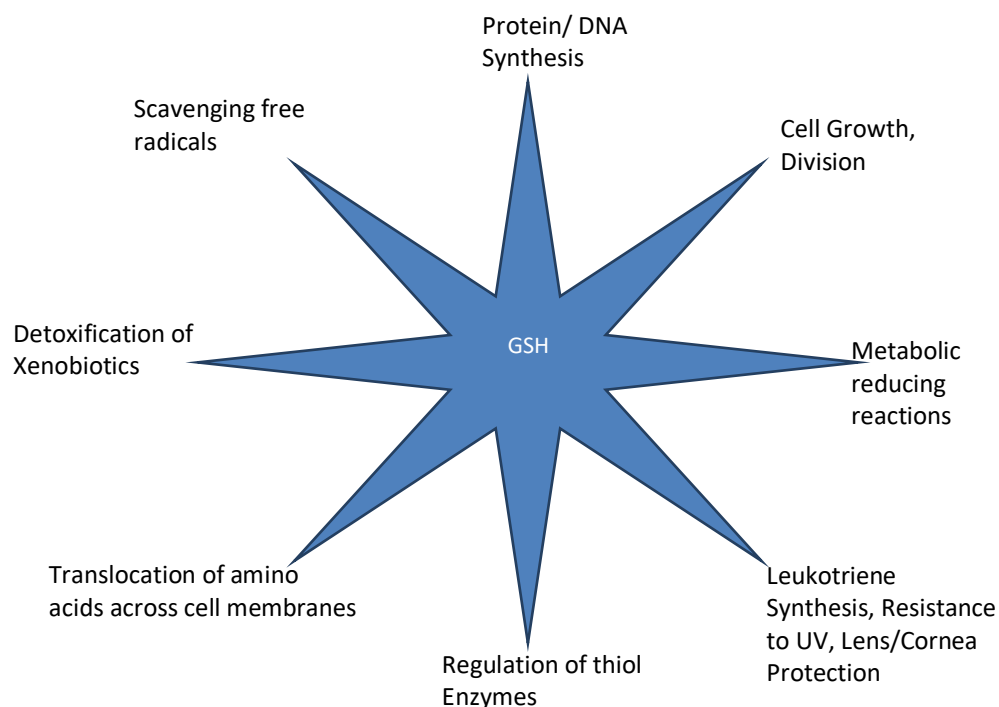 Protein/ DNA
Synthesis
Scavenging free
radicals
Cell Growth,
Division
Detoxification of
Xenobiotics
GSH
Metabolic
reducing
reactions
Translocation of amino
acids across cell membranes
Leukotriene
Synthesis, Resistance
to UV, Lens/Cornea
Protection
Regulation of thiol
Enzymes